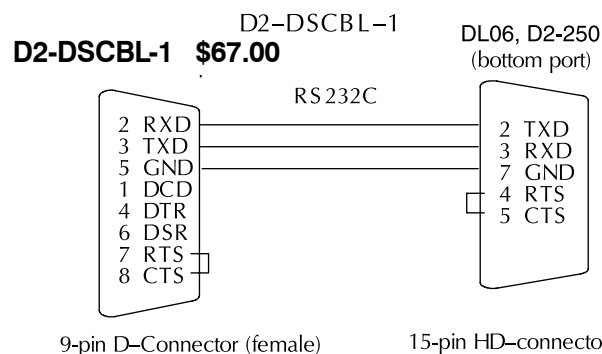 D2–DSCBL–1
D2-DSCBL-1 $67.00
DL06, D2-250
(bottom port)
RS232C
2 RXD
3 TXD
5 GND
1 DCD
4 DTR
6 DSR
7 RTS
8 CTS
2 TXD
3 RXD
7 GND
4 RTS
5 CTS
9-pin D–Connector (female)
15-pin HD–connecto